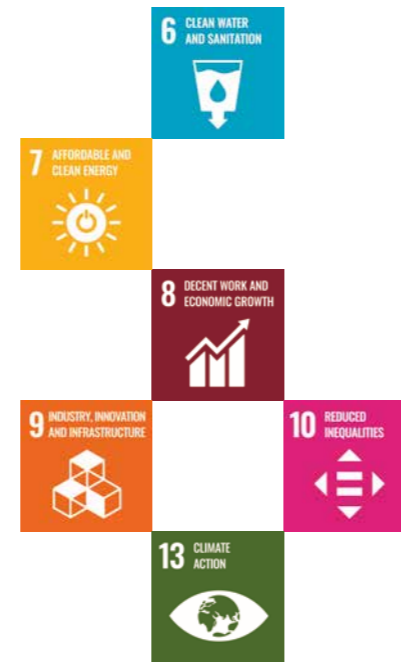 6 CLEAN WATER
AND SANITATION
7 AFFORDABLE AND
CLEAN ENERGY
8 DECENT WORK AND
ECONOMIC GROWTH
9 INDUSTRY, INNOVATION
AND INFRASTRUCTURE
10 REDUCED
INEQUALITIES
13 CLIMATE
ACTION